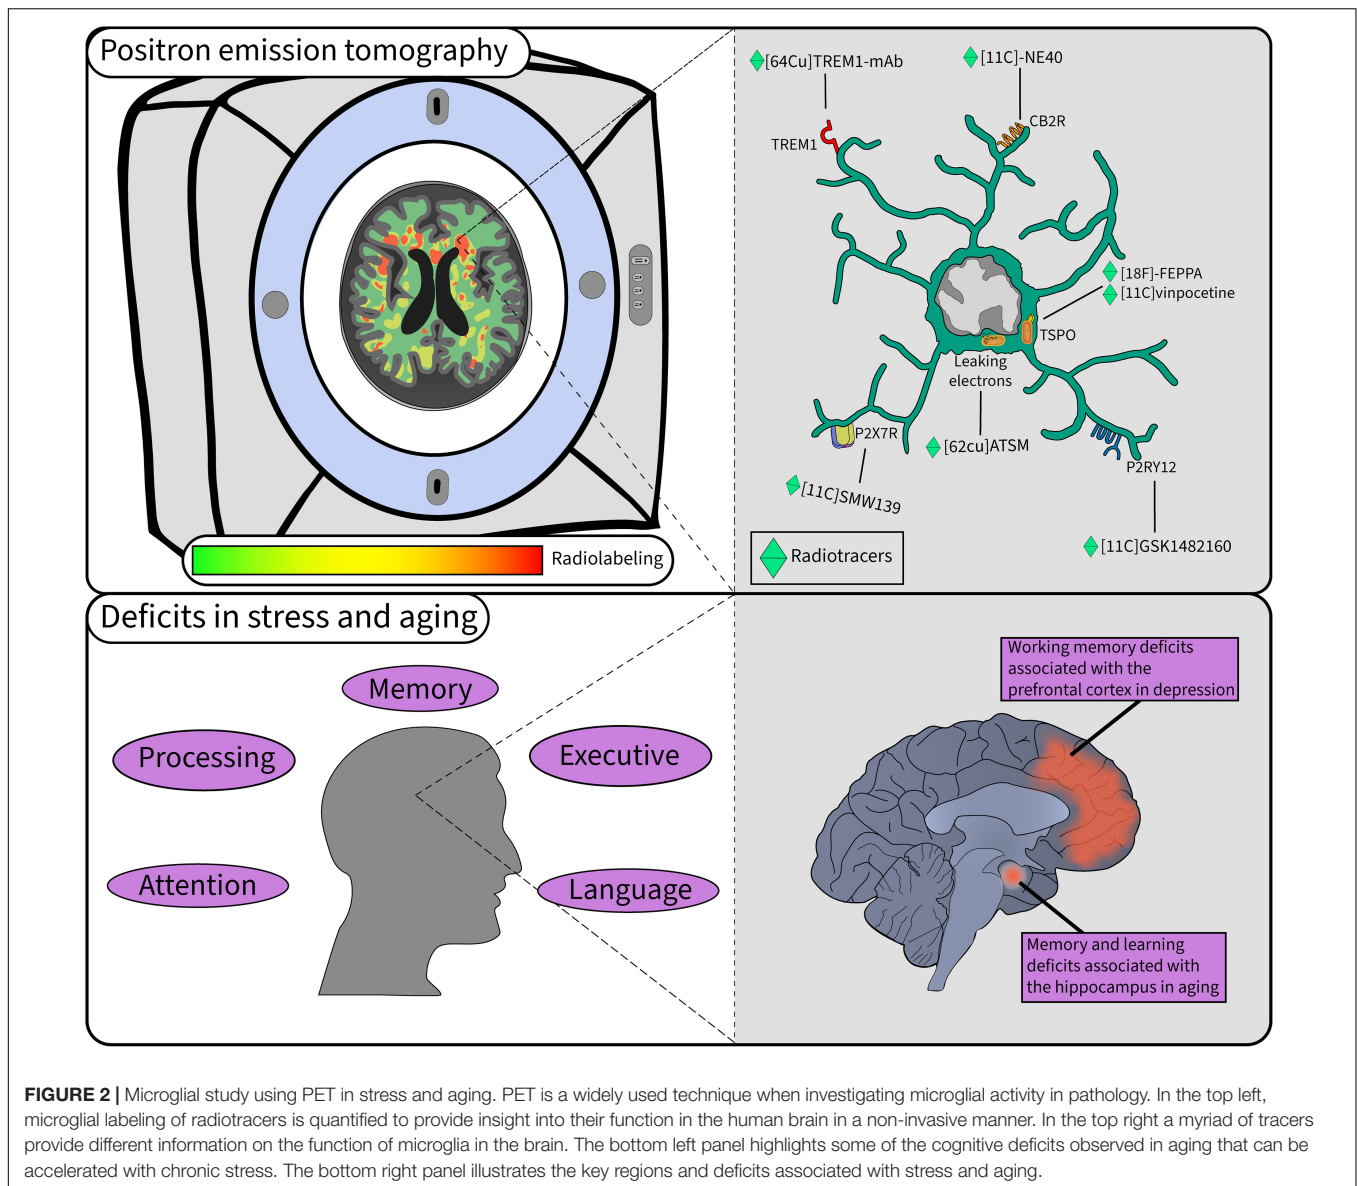 Positron emission tomography
[64Cu]TREM1-mAb
[11C]-NE40
TREM1
CB2R
[18F]-FEPPA
[11C]vinpocetine
TSPO
Leaking
electrons
P2X7R
[62cu]ATSM
P2RY12
[11C]SMW139
[11C]GSK1482160
Radiotracers
Radiolabeling
Deficits in stress and aging
Memory
Processing
Executive
Attention
Language
Working memory deficits
associated with the
prefrontal cortex in depression
Memory and learning
deficits associated with
the hippocampus in aging
FIGURE 2 | Microglial study using PET in stress and aging. PET is a widely used technique when investigating microglial activity in pathology. In the top left,
microglial labeling of radiotracers is quantified to provide insight into their function in the human brain in a non-invasive manner. In the top right a myriad of tracers
provide different information on the function of microglia in the brain. The bottom left panel highlights some of the cognitive deficits observed in aging that can be
accelerated with chronic stress. The bottom right panel illustrates the key regions and deficits associated with stress and aging.